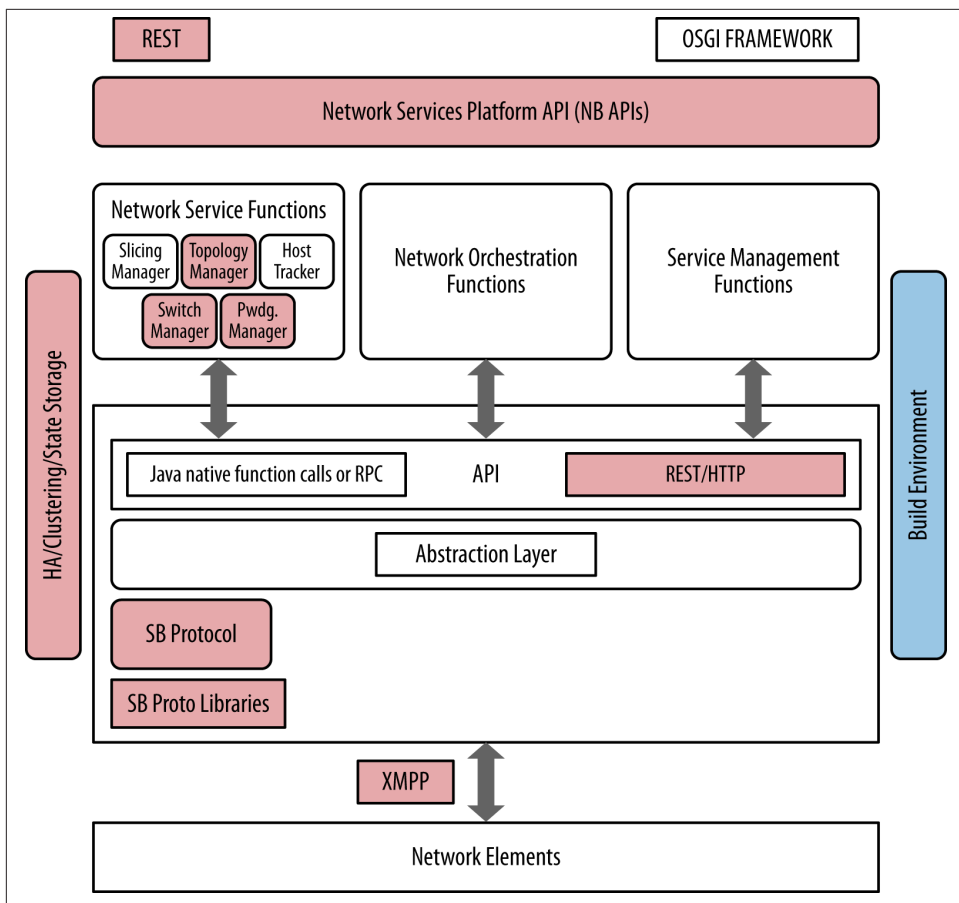 REST
OSGI FRAMEWORK
Network Services Platform API (NB APIs)
Network Service Functions
Slicing
Manager
Topology
Manager
Host
Tracker
Switch
Manager
Pwdg.
Manager
Network Orchestration
Functions
Service Management
Functions
HA/Clustering/State Storage
Build Environment
Java native function calls or RPC
API
REST/HTTP
Abstraction Layer
SB Protocol
SB Proto Libraries
XMPP
Network Elements